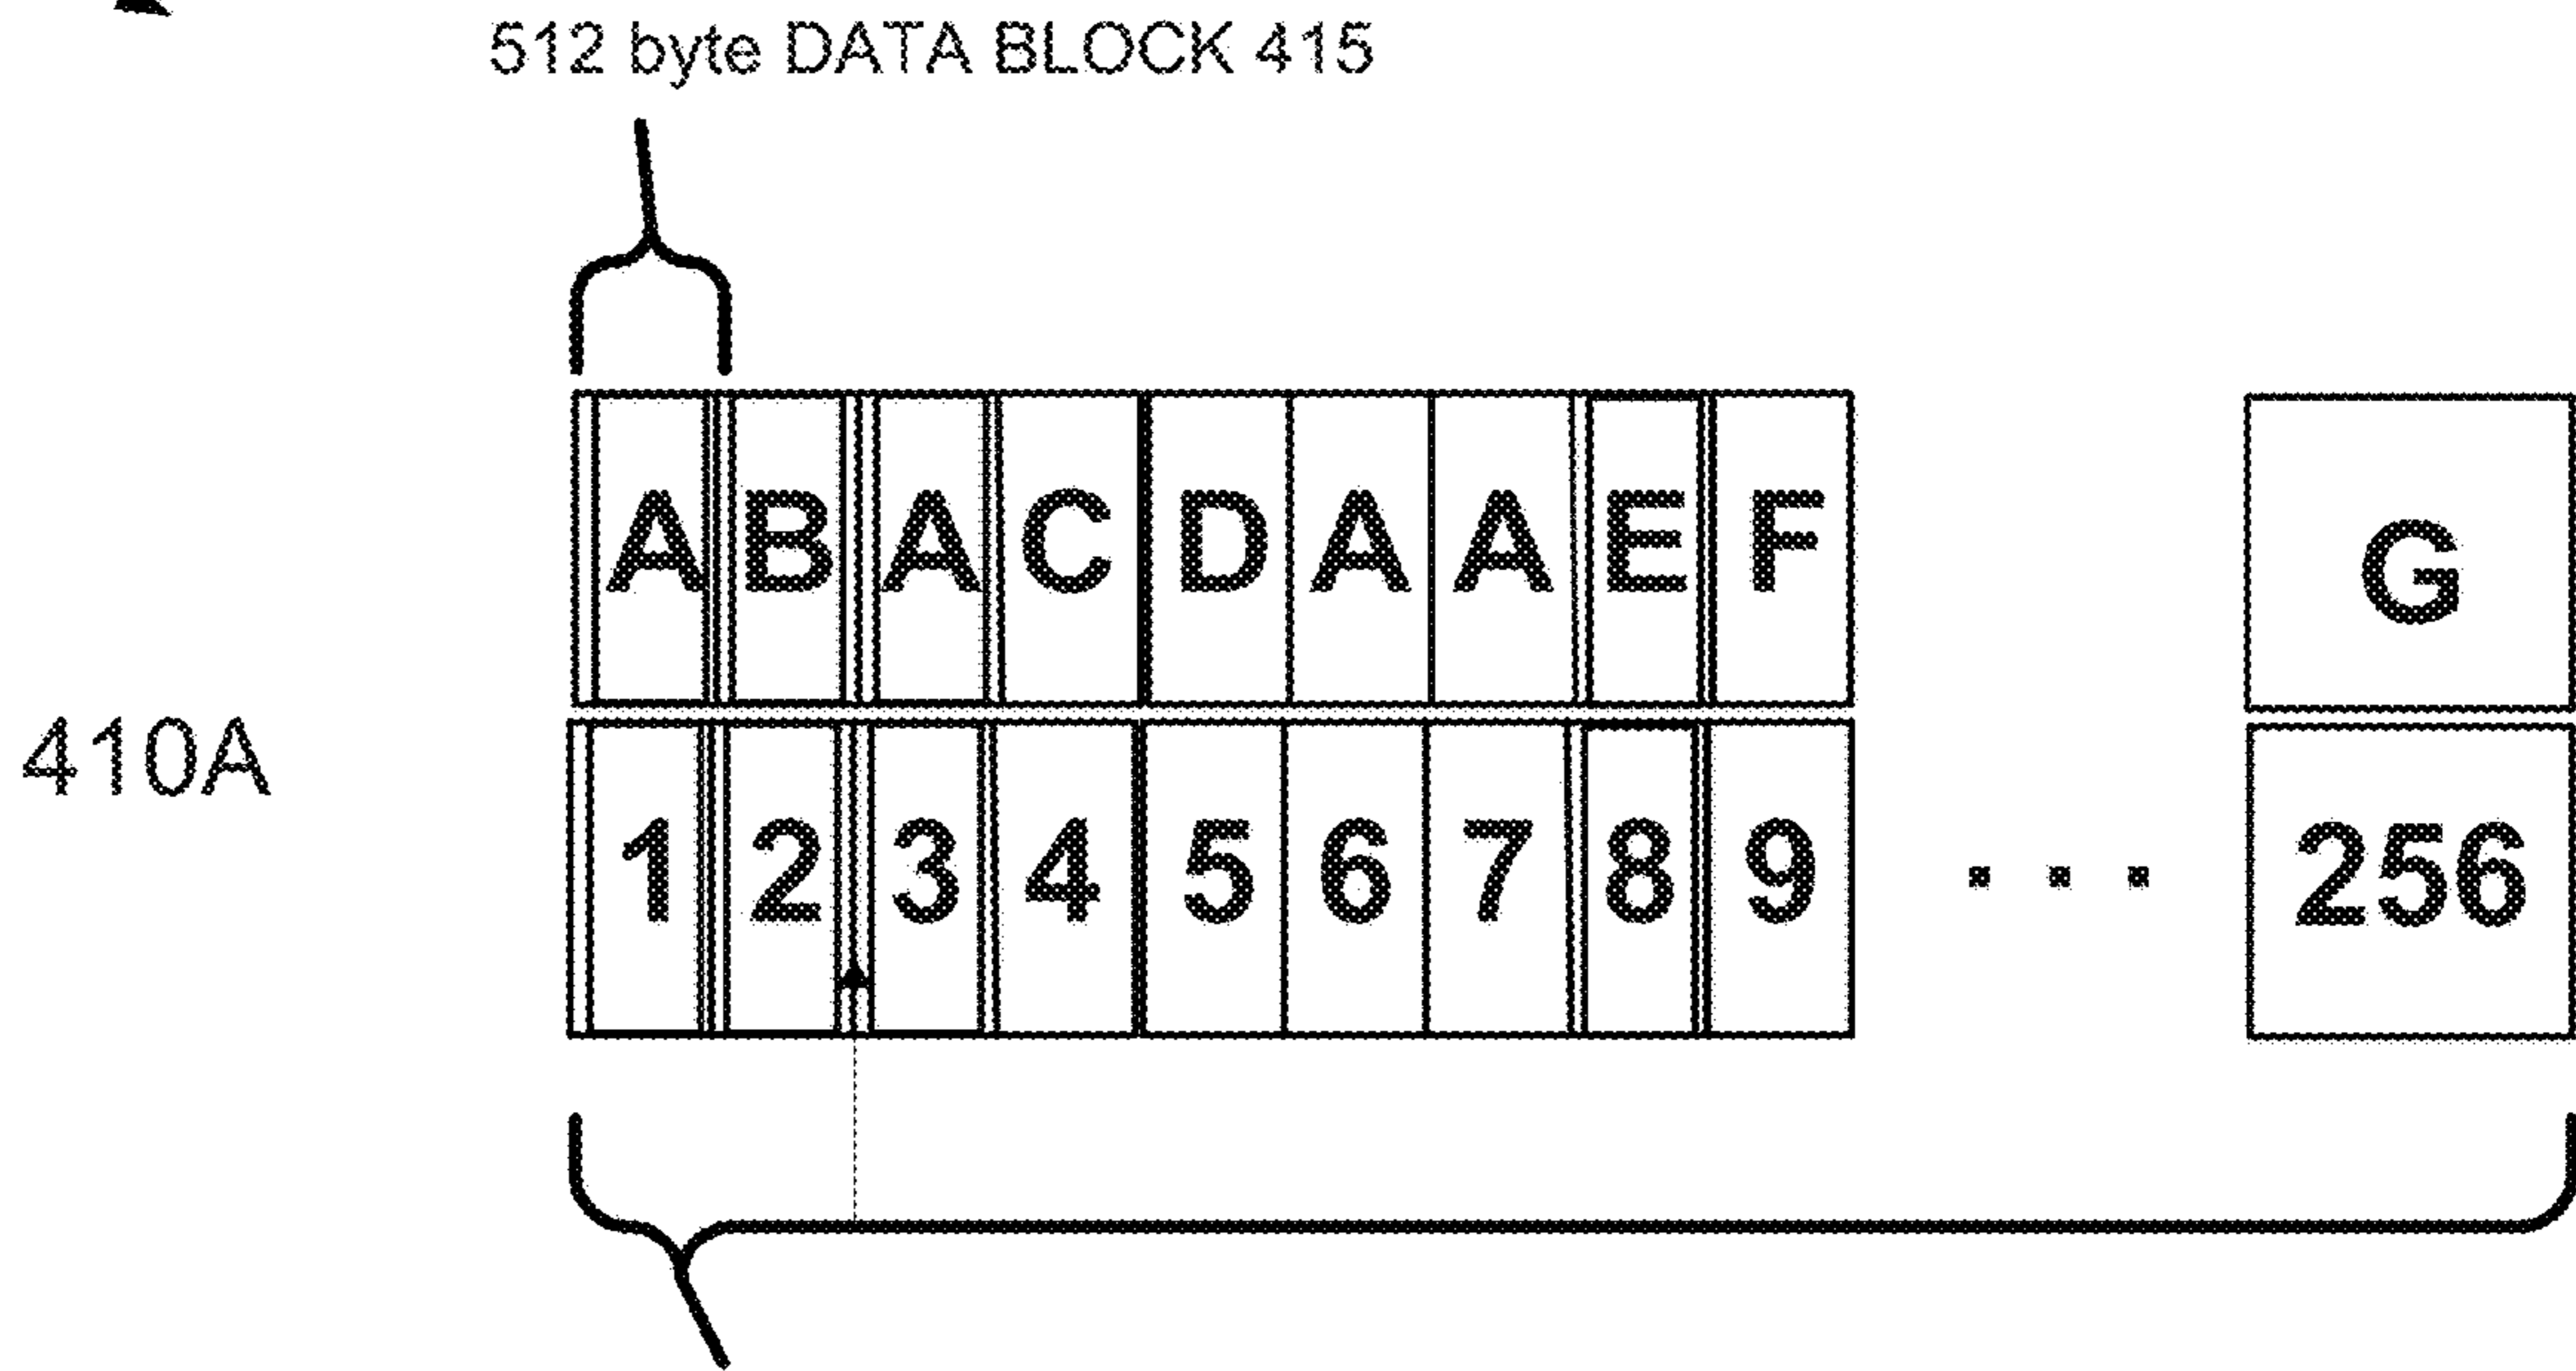 512 byte DATA BLOCK 415
A B A C D A A E F G
410A
1 2 3 4 5 6 7 8 9 . . . 256